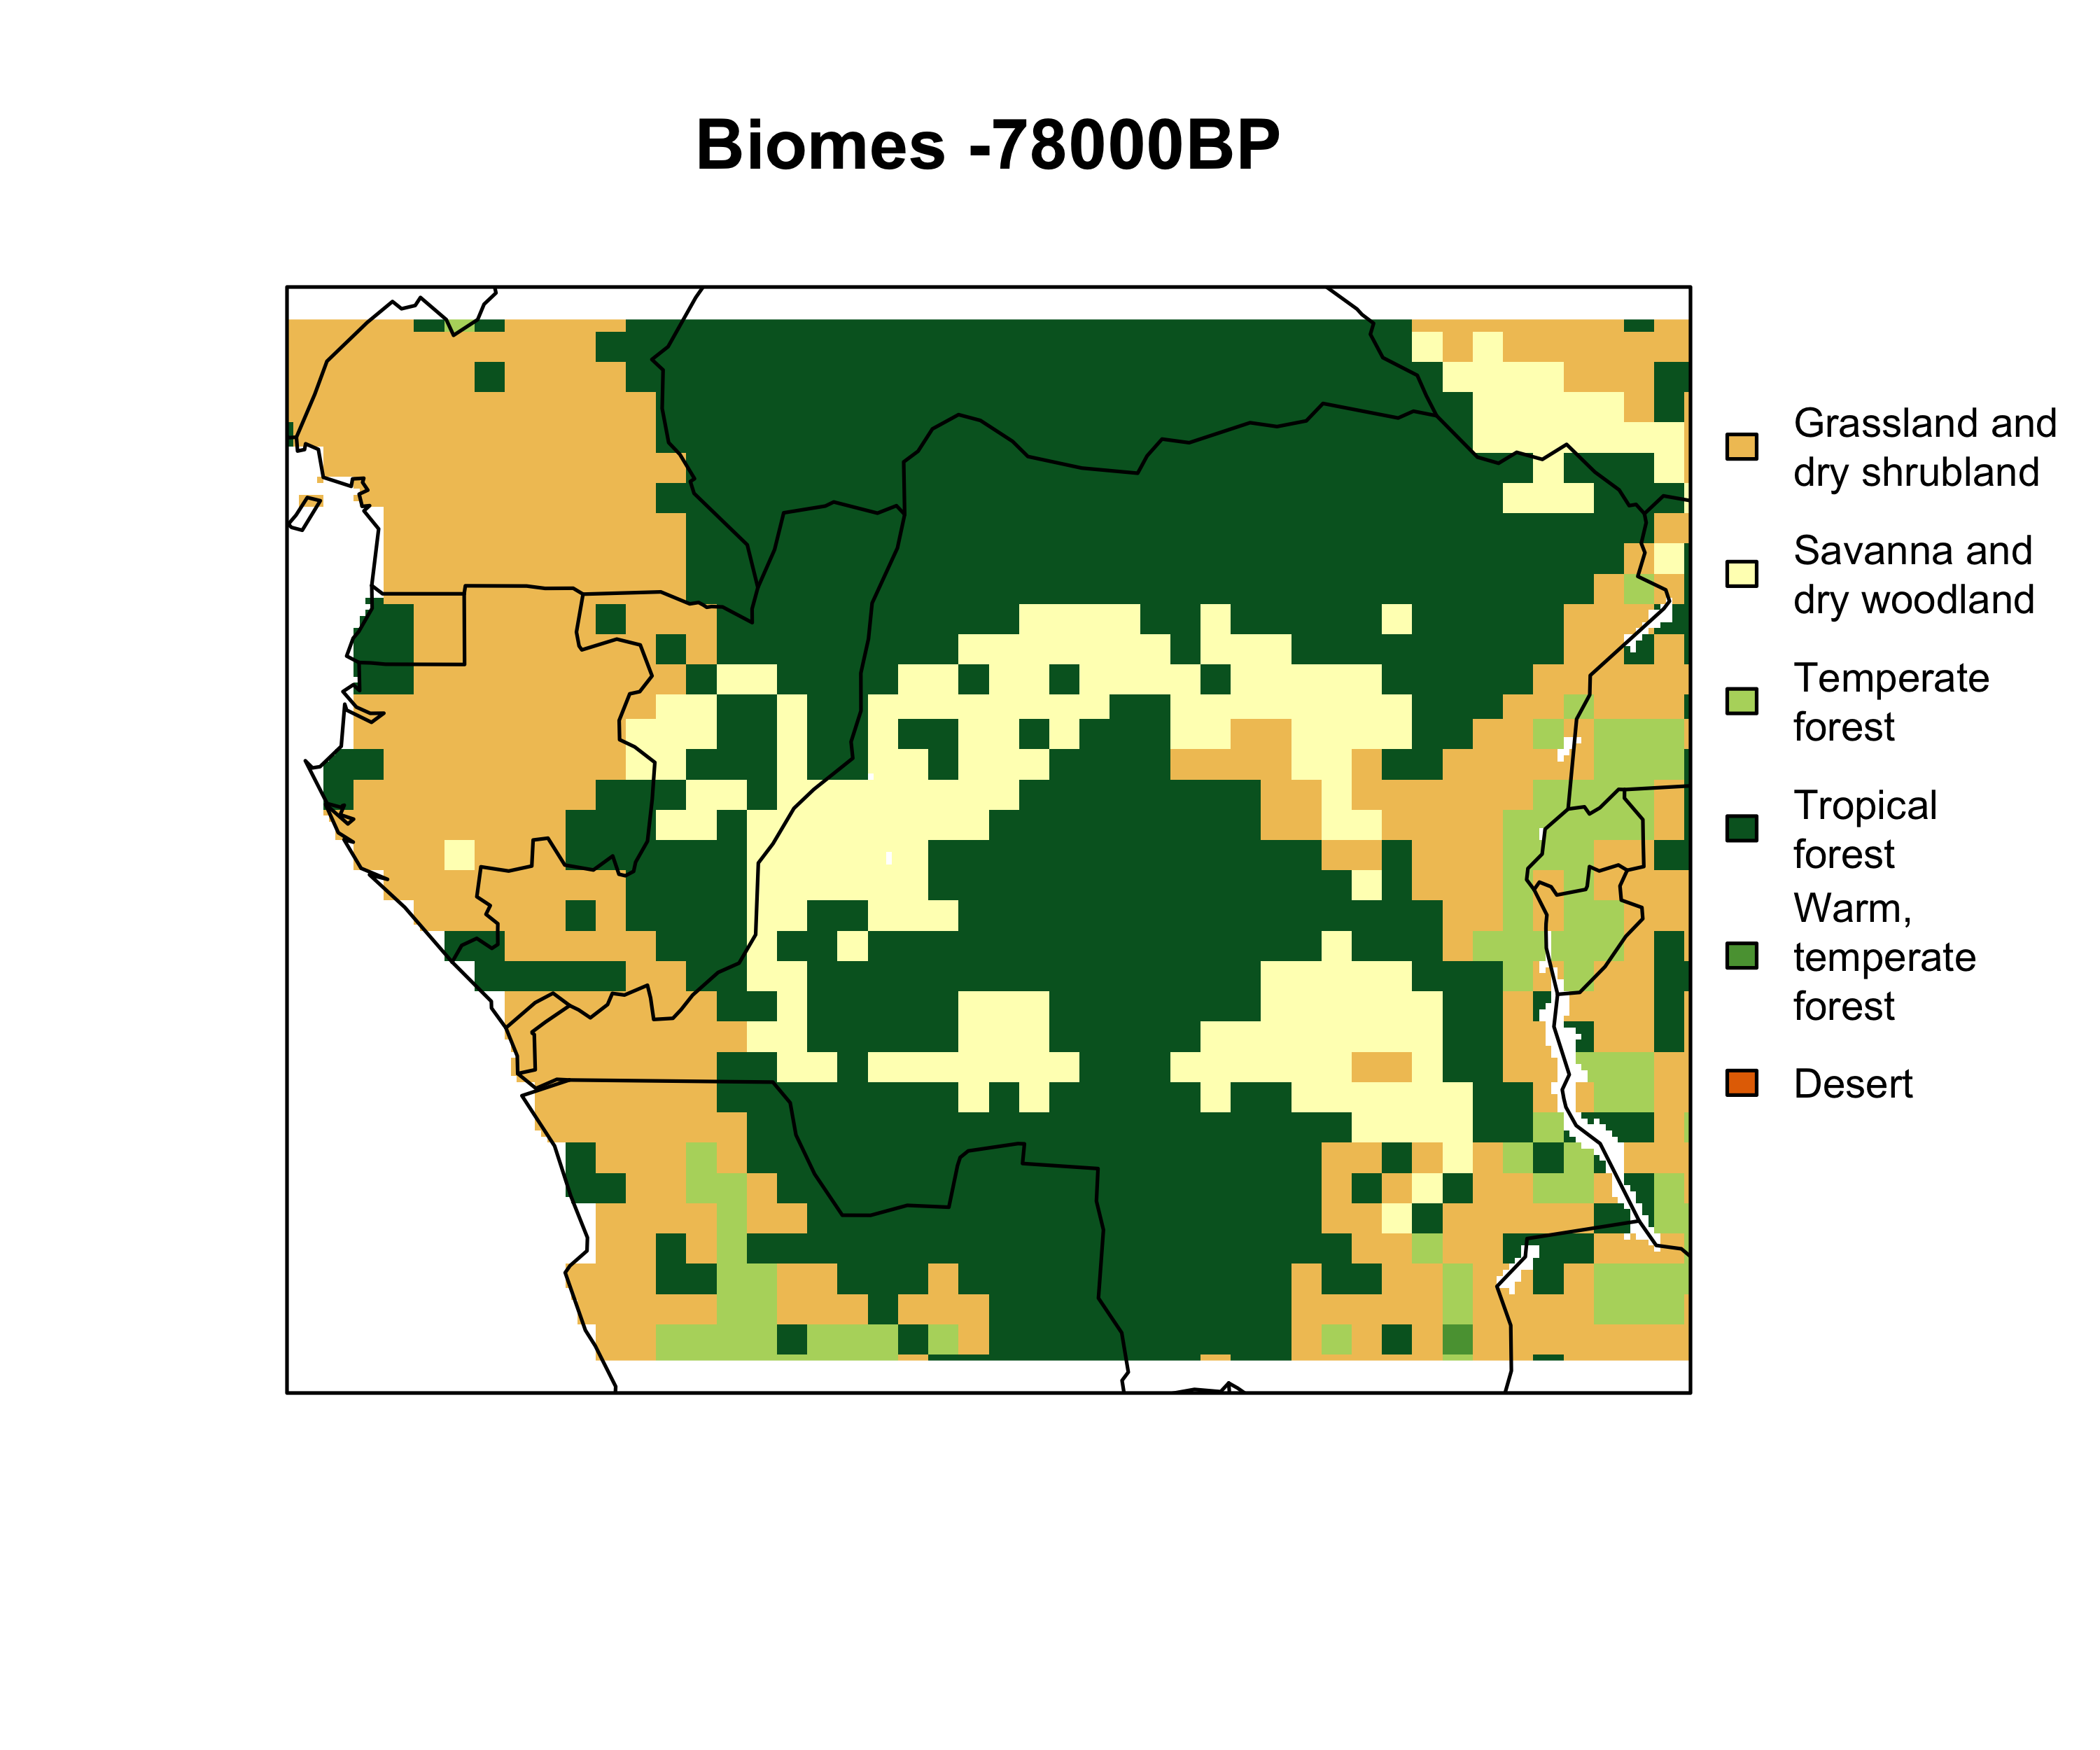 Biomes -78000BP
Grassland and
dry shrubland
Savanna and
dry woodland
Temperate
forest
Tropical
forest
Warm,
temperate
forest
Desert